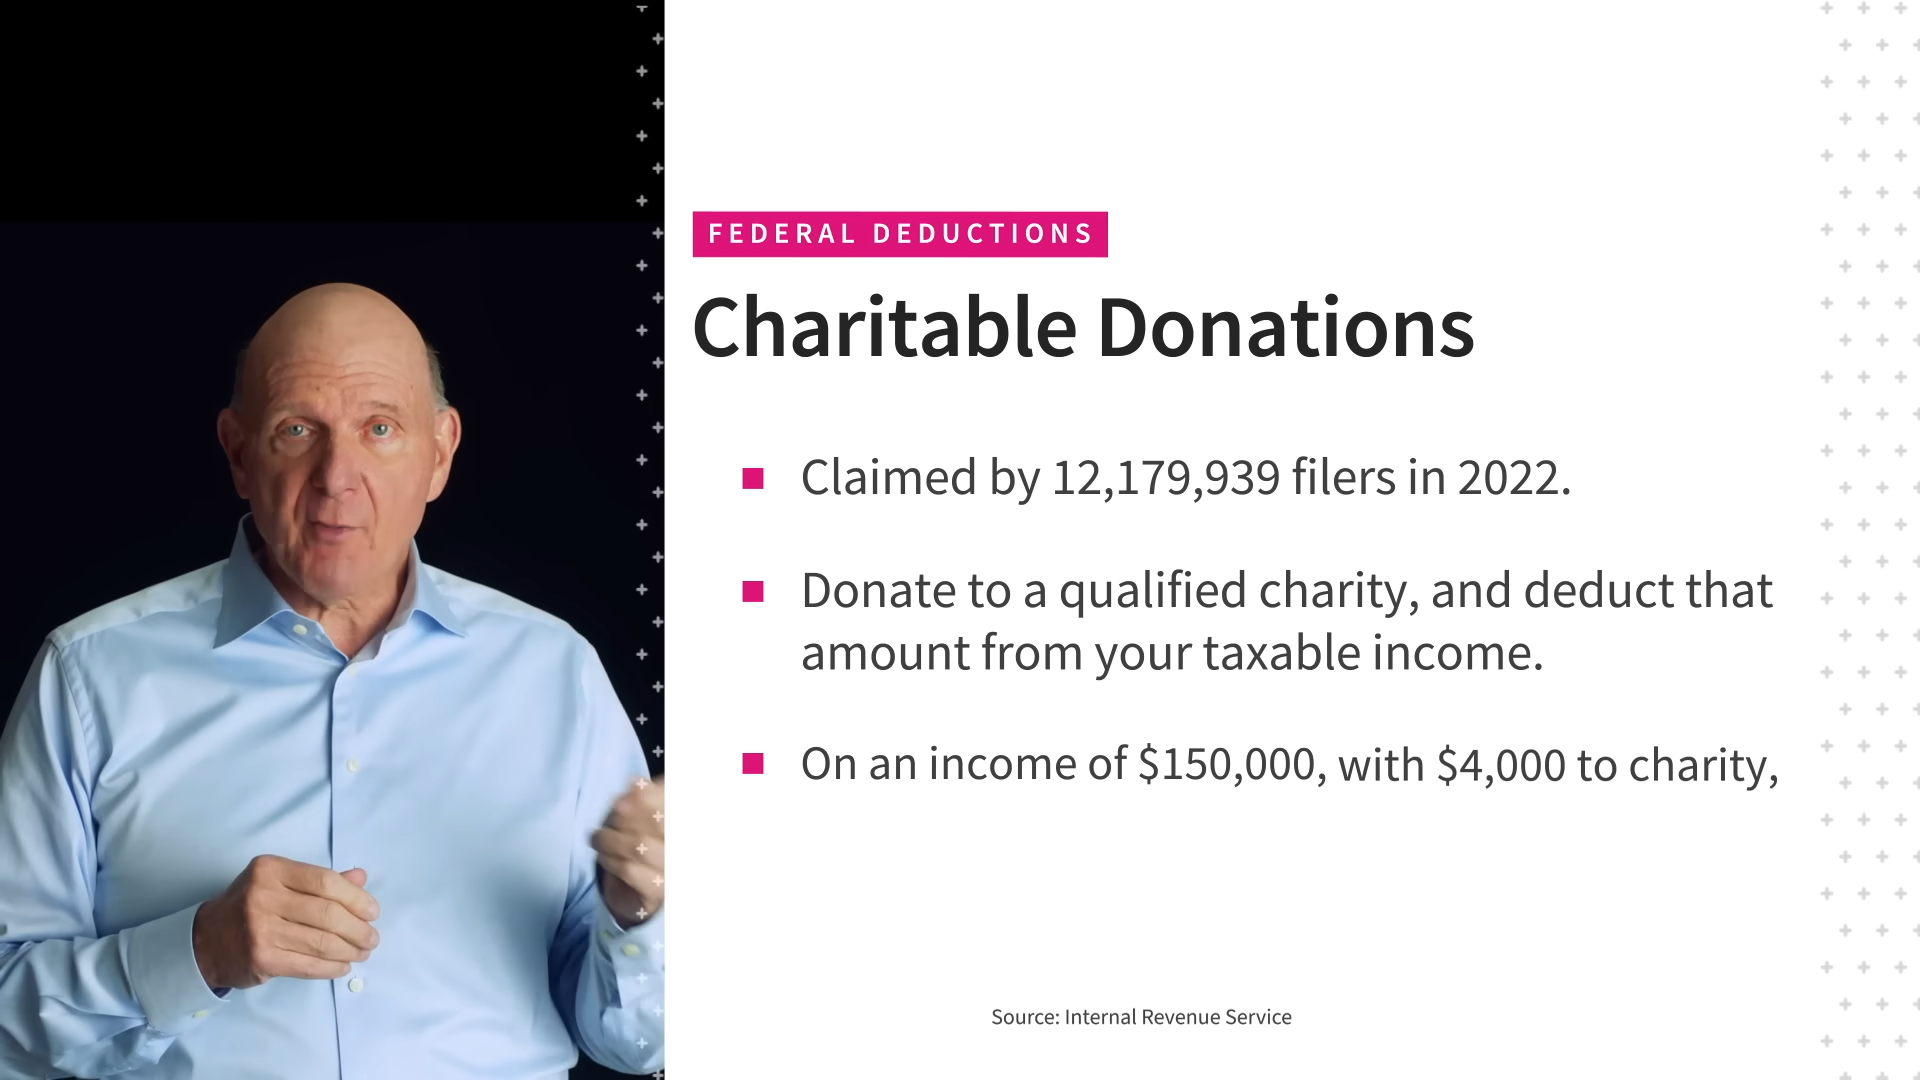 FEDERAL DEDUCTIONS
Charitable Donations
Claimed by 12,179,939 filers in 2022.
Donate to a qualified charity, and deduct that
amount from your taxable income.
On an income of $150,000, with $4,000 to charity,
Source: Internal Revenue Service